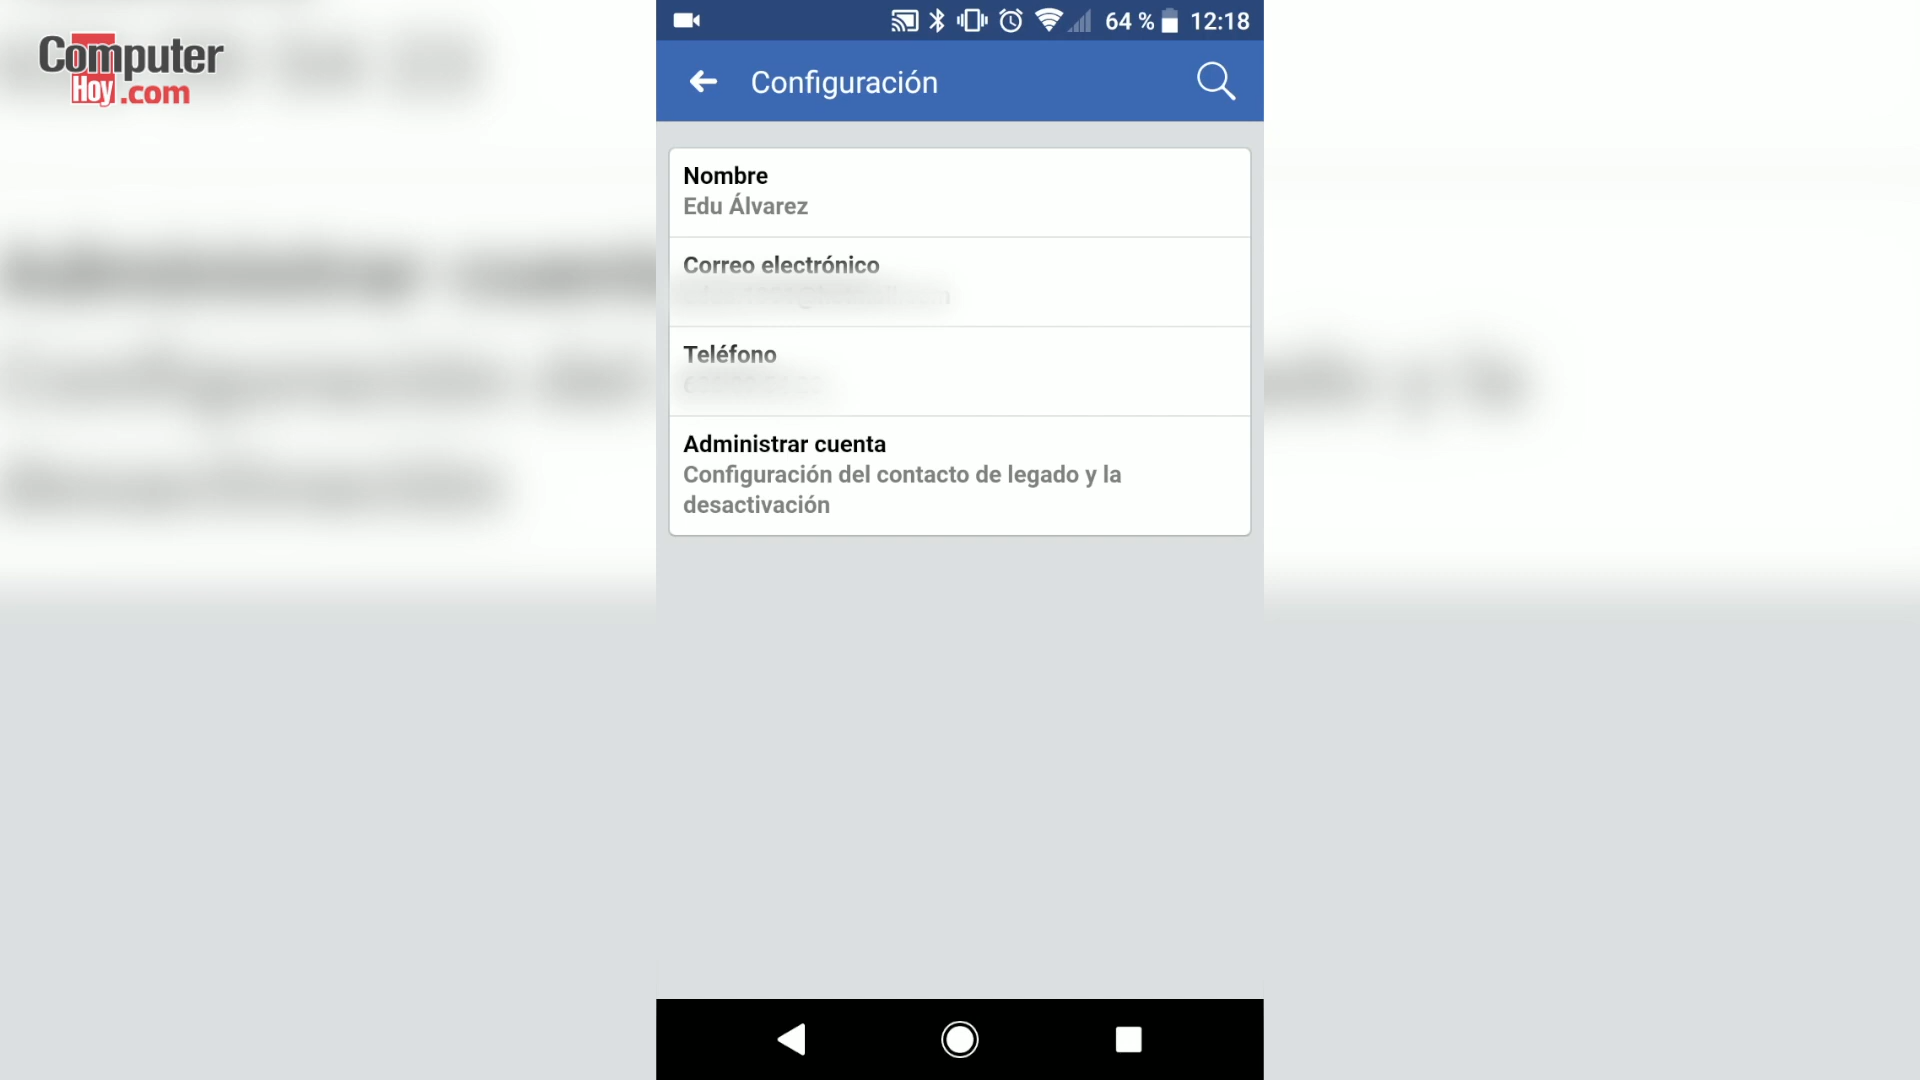 Computer
Hoy.com
64 % 12:18
Configuración
Nombre
Edu Álvarez
Correo electrónico
Teléfono
Administrar cuenta
Configuración del contacto de legado y la
desactivación